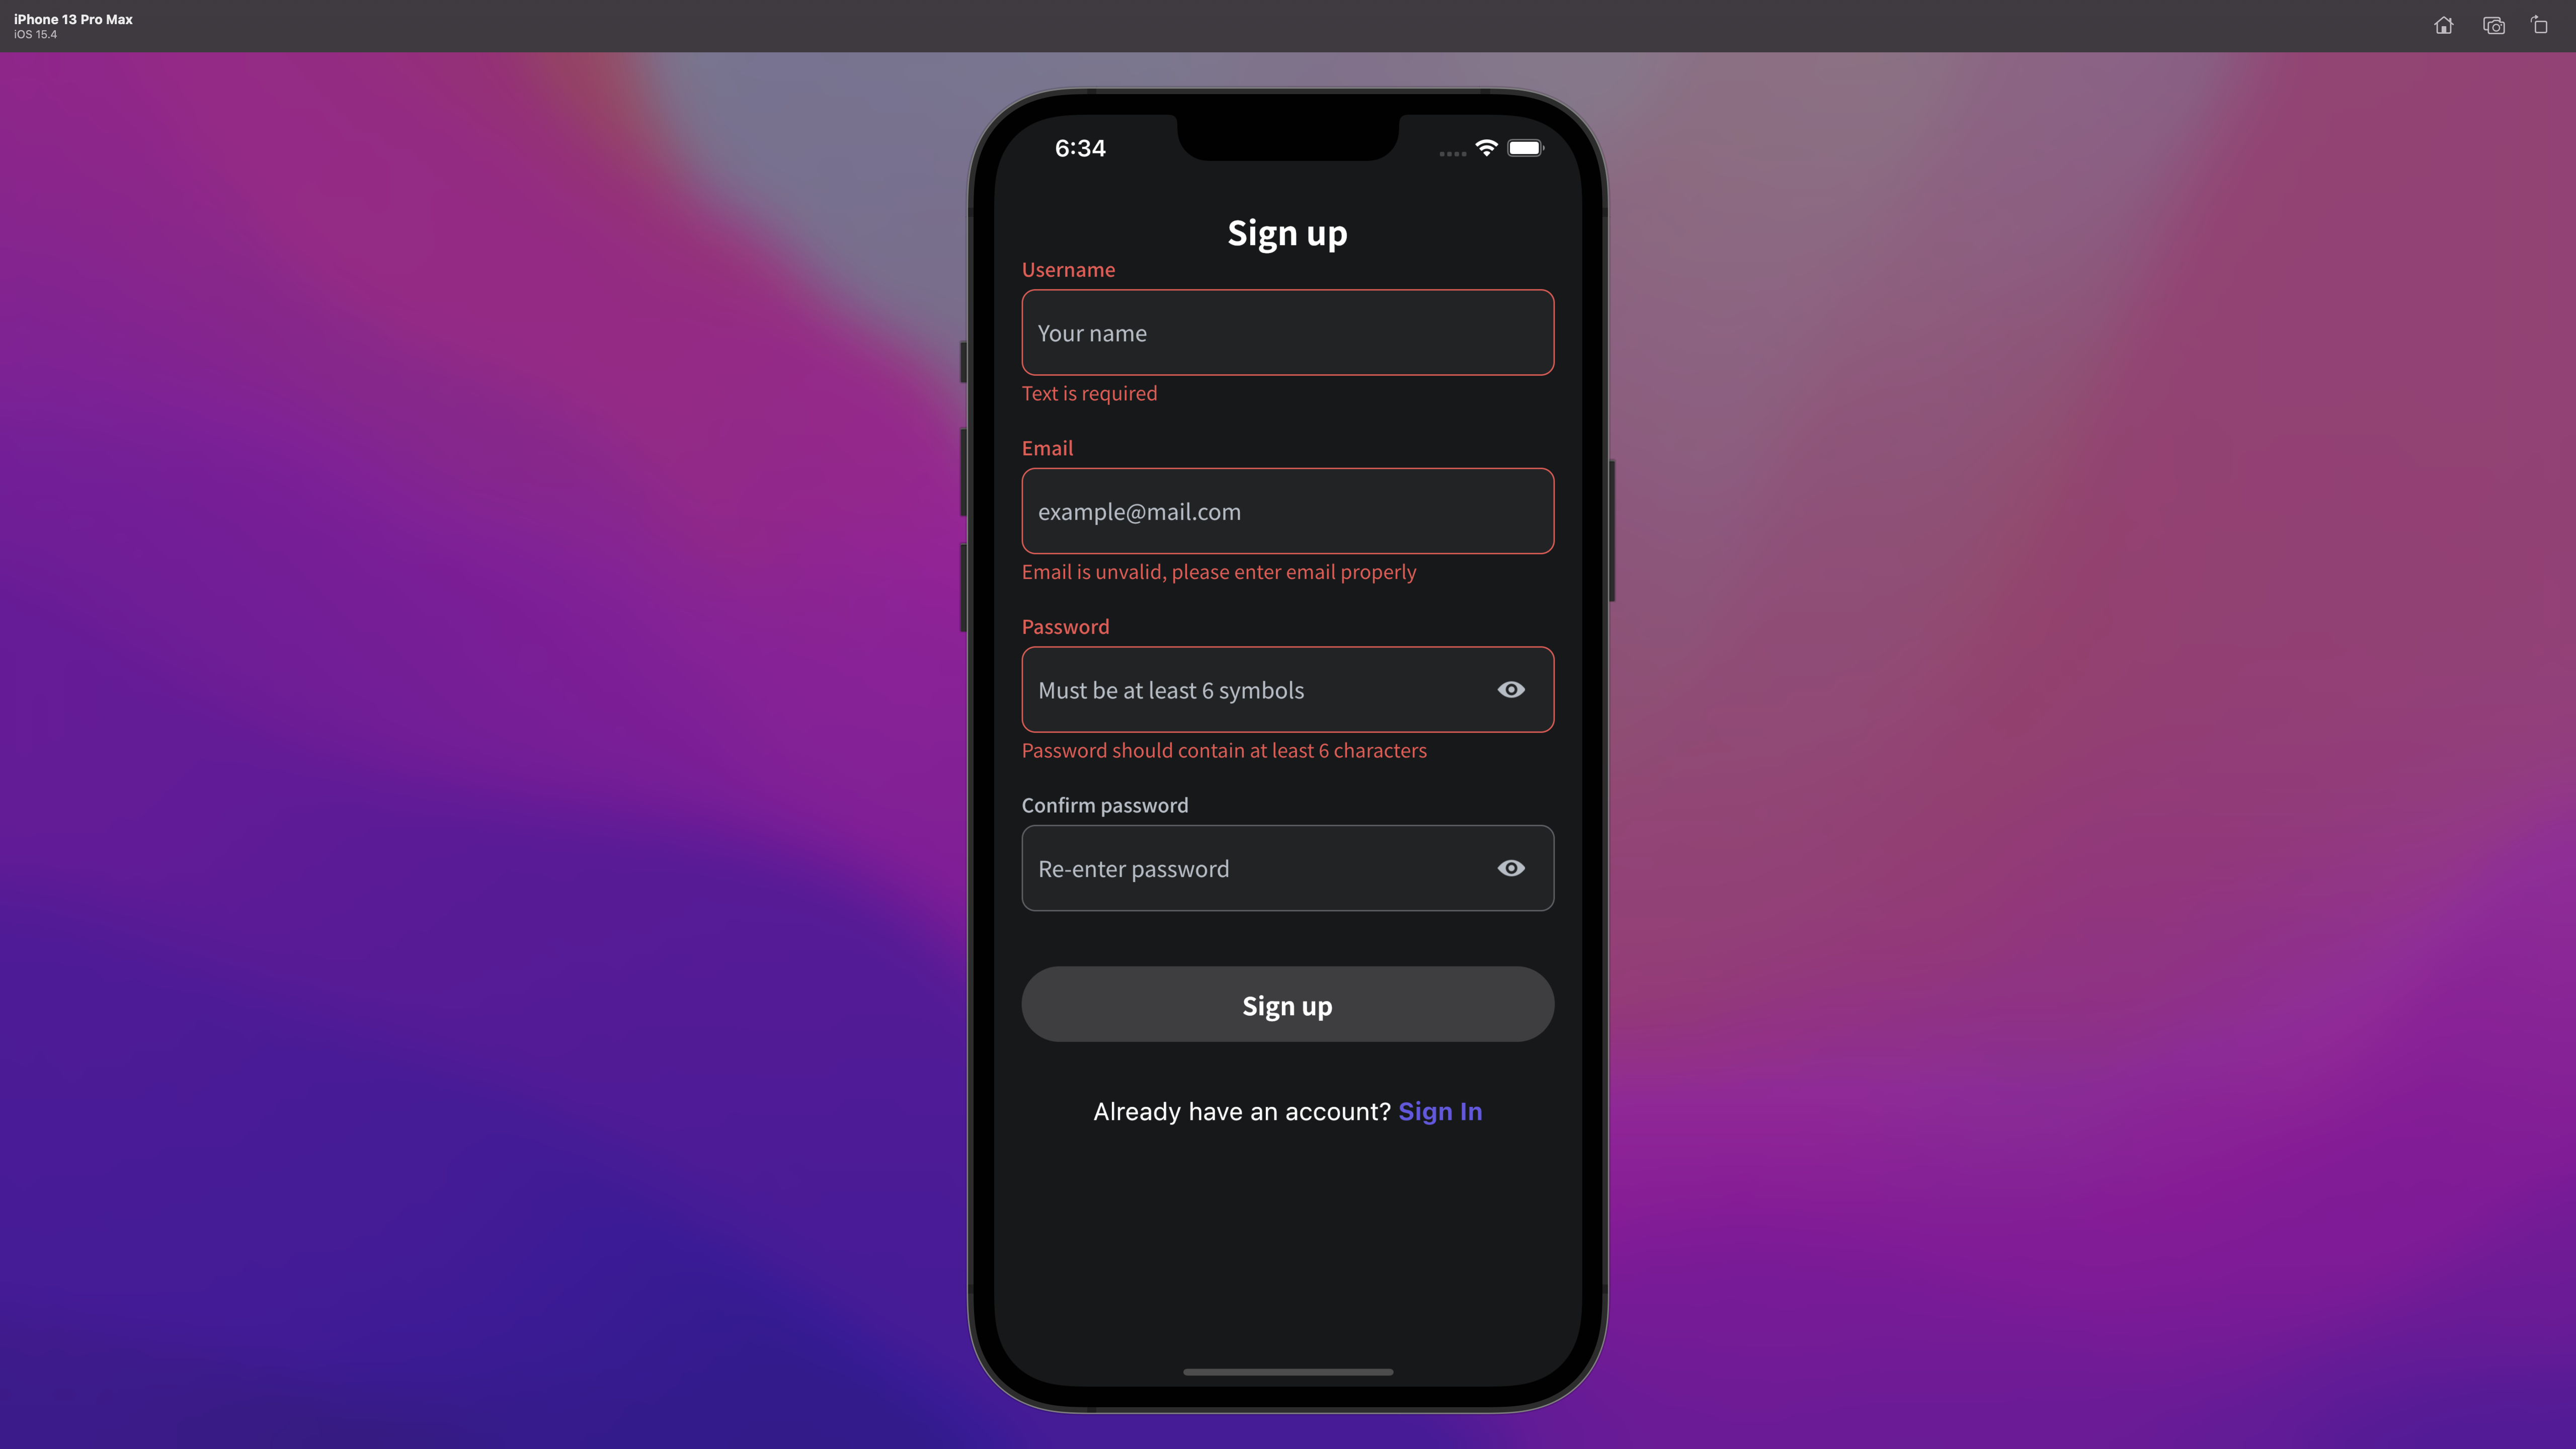 iPhone 13 Pro Max
iOS 15.4
6:34
Sign up
Username
Your name
Text is required
Email
example@mail.com
Email is unvalid, please enter email properly
Password
Must be at least 6 symbols
Password should contain at least 6 characters
Confirm password
Re-enter password
Sign up
Already have an account? Sign In